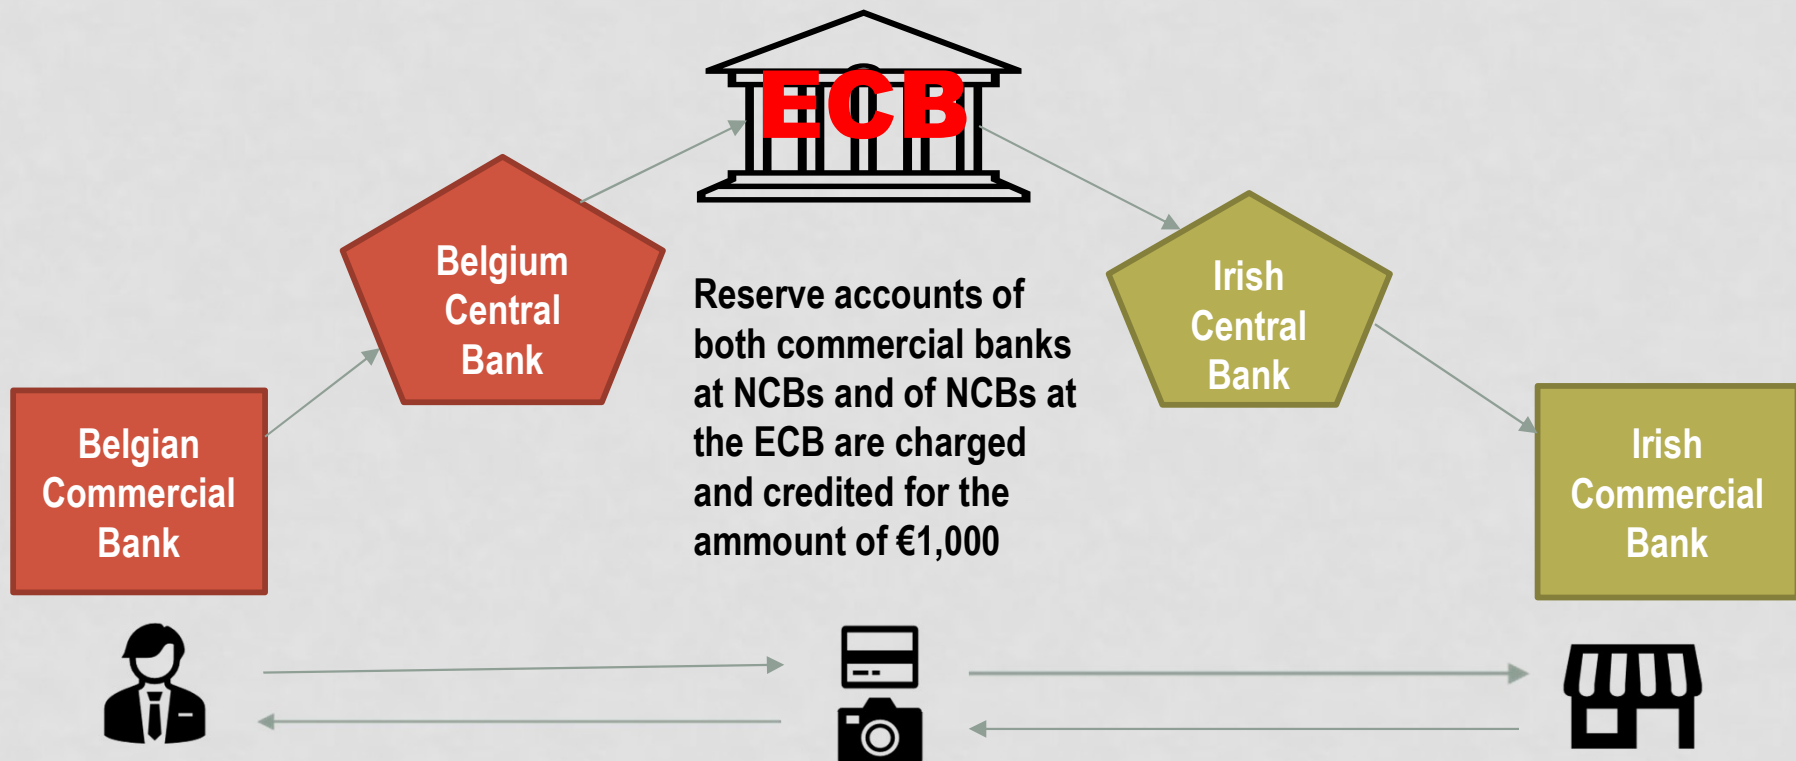 ECB
Belgium
Central
Bank
Reserve accounts of
both commercial banks
at NCBs and of NCBs at
the ECB are charged
and credited for the
ammount of €1,000
Irish
Central
Bank
Belgian
Commercial
Bank
Irish
Commercial
Bank